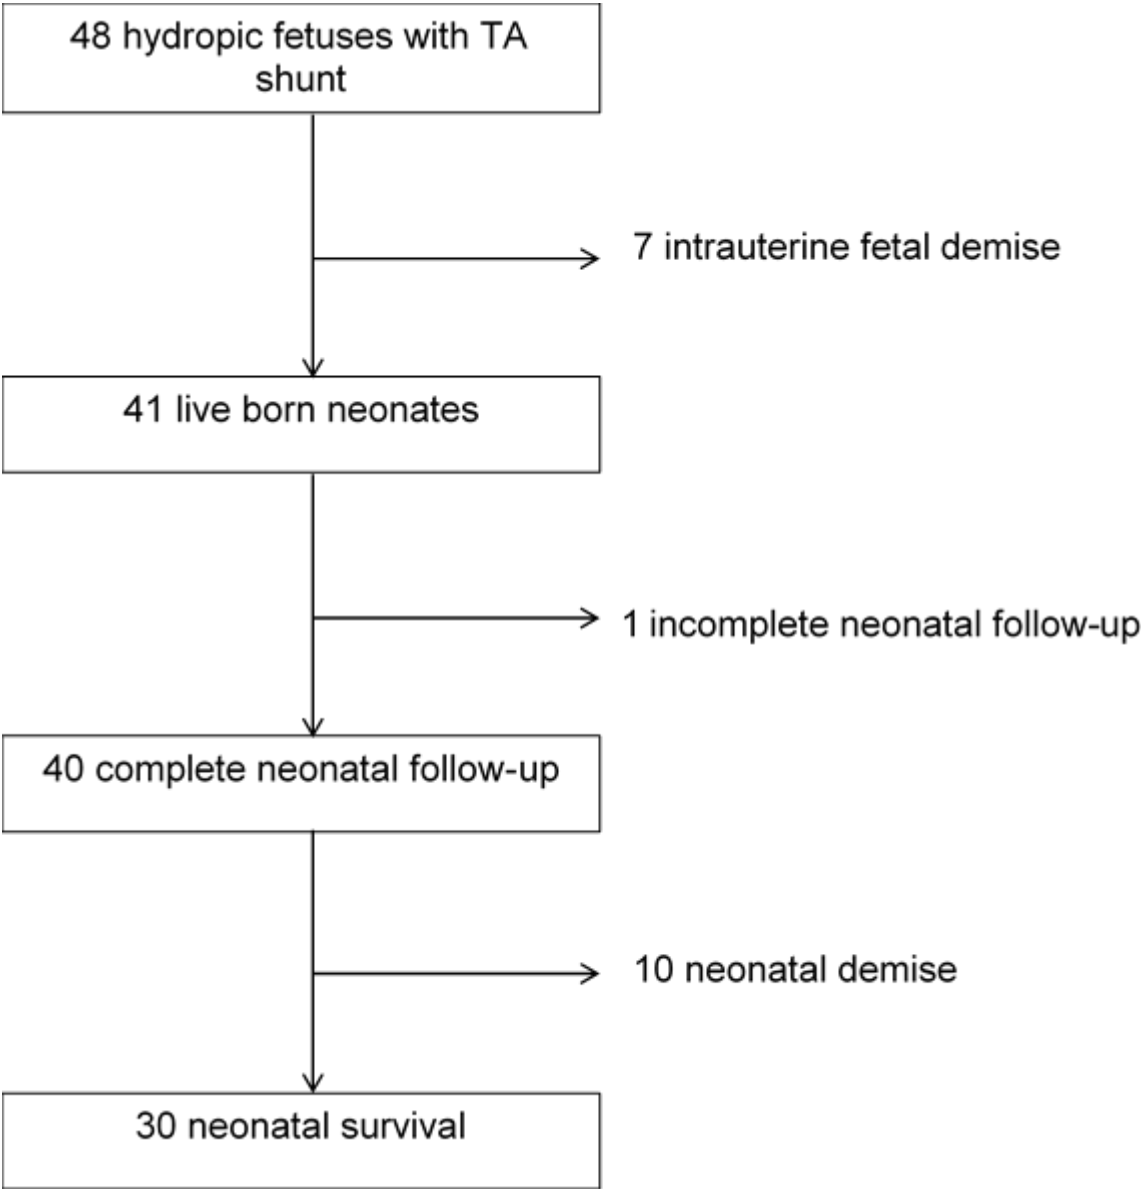 48 hydropic fetuses with TA
shunt
7 intrauterine fetal demise
41 live born neonates
1 incomplete neonatal follow-up
40 complete neonatal follow-up
10 neonatal demise
30 neonatal survival